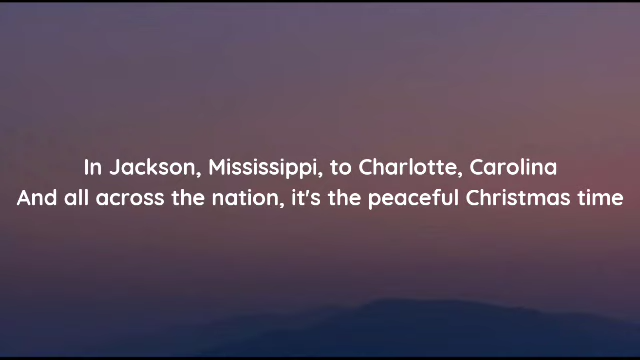 In Jackson, Mississippi, to Charlotte, Carolina
And all across the nation, it's the peaceful Christmas time